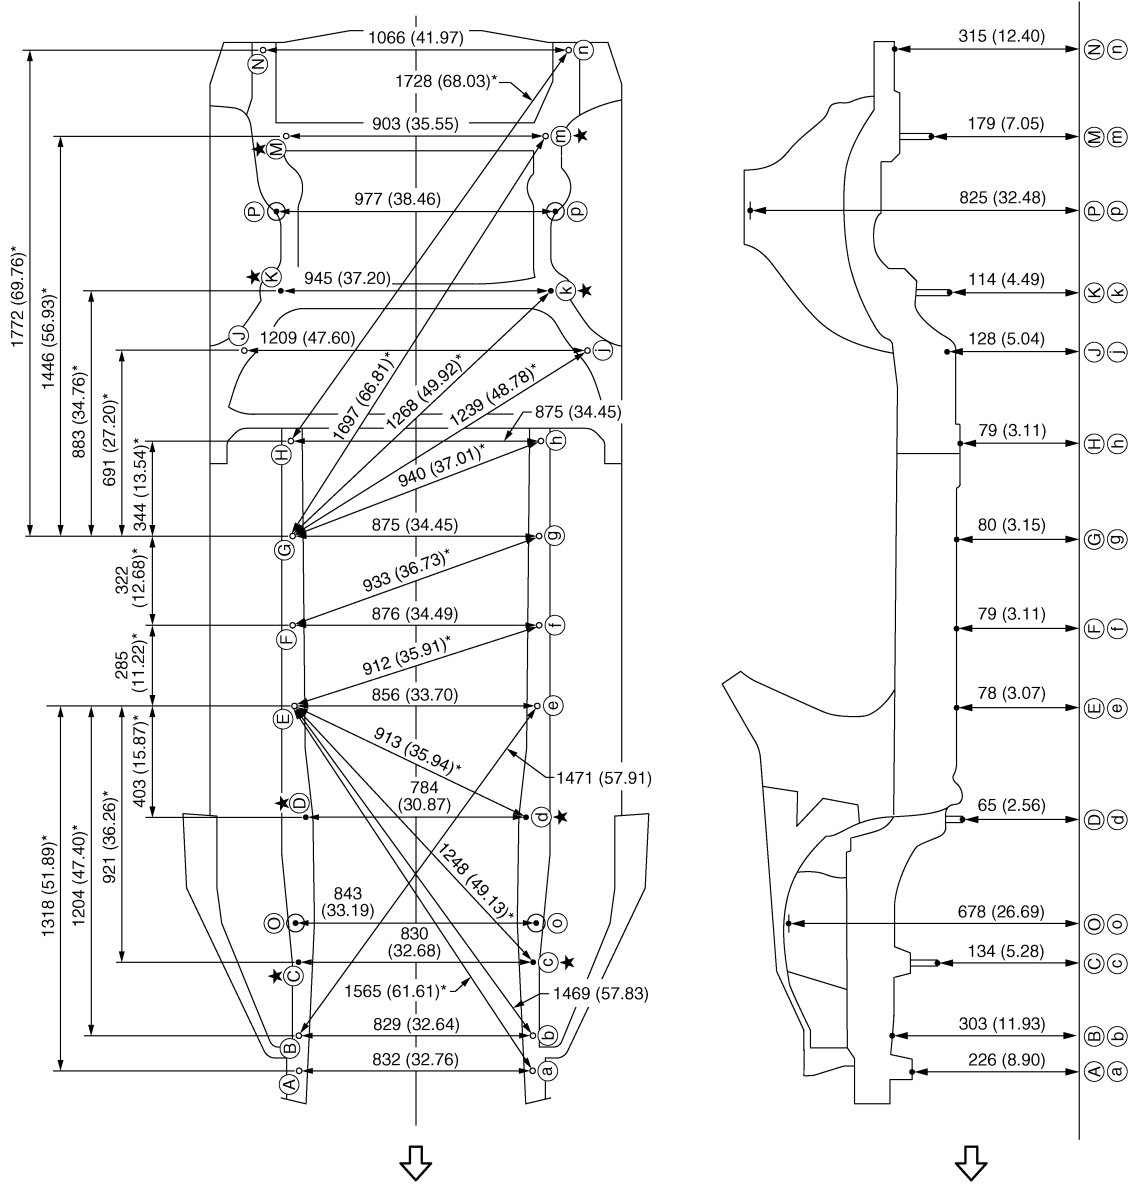 1066 (41.97)
N
n
315 (12.40)
N n
1728 (68.03)*
903 (35.55)
M
m
179 (7.05)
M m
P
977 (38.46)
p
825 (32.48)
P p
K
945 (37.20)
k
114 (4.49)
K k
J
1209 (47.60)
j
128 (5.04)
J j
1772 (69.76)*
1446 (56.93)*
883 (34.76)*
691 (27.20)*
344 (13.54)*
1697 (66.81)*
1268 (49.92)*
1239 (48.78)*
875 (34.45)
H
940 (37.01)*
h
79 (3.11)
H h
G
875 (34.45)
g
80 (3.15)
G g
322
(12.68)*
933 (36.73)*
F
876 (34.49)
f
79 (3.11)
F f
285
(11.22)*
912 (35.91)*
E
856 (33.70)
e
78 (3.07)
E e
403 (15.87)*
921 (36.26)*
1204 (47.40)*
1318 (51.89)*
913 (35.94)*
1471 (57.91)
D
784
(30.87)
d
65 (2.56)
D d
1248 (49.13)*
O
843
(33.19)
o
678 (26.69)
O o
830
(32.68)
C
c
134 (5.28)
C c
1565 (61.61)*
1469 (57.83)
B
829 (32.64)
b
303 (11.93)
B b
A
832 (32.76)
a
226 (8.90)
A a